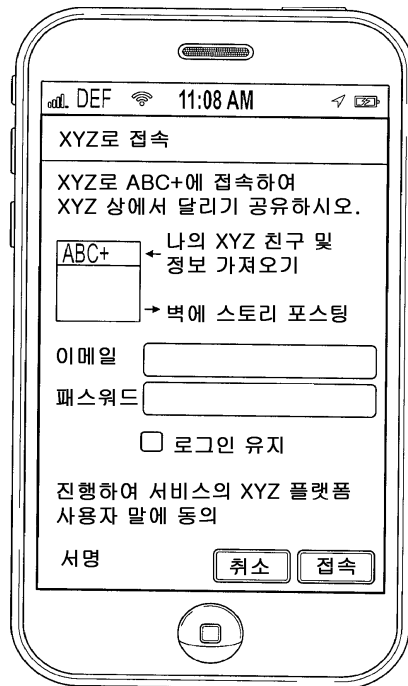 DEF 11:08 AM
XYZ로 접속
XYZ로 ABC+에 접속하여
XYZ 상에서 달리기 공유하시오.
ABC+
나의 XYZ 친구 및
정보 가져오기
벽에 스토리 포스팅
이메일
패스워드
로그인 유지
진행하여 서비스의 XYZ 플랫폼
사용자 말에 동의
서명
취소
접속